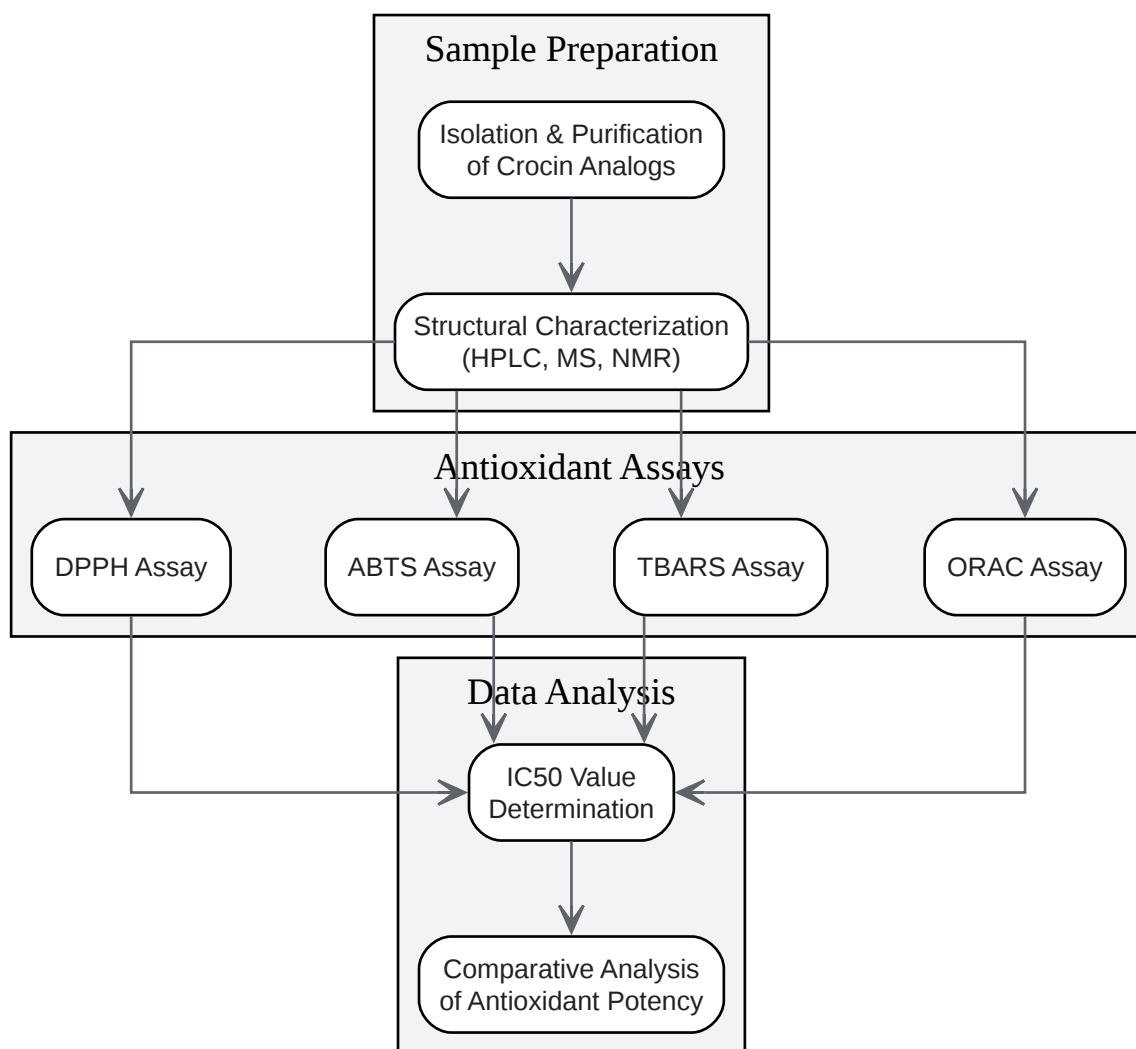 Sample Preparation
Isolation & Purification
of Crocin Analogs
Structural Characterization
(HPLC, MS, NMR)
Antioxidant Assays
DPPH Assay
ABTS Assay
TBARS Assay
ORAC Assay
Data Analysis
IC50 Value
Determination
Comparative Analysis
of Antioxidant Potency